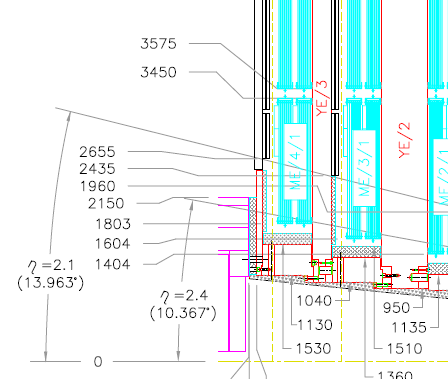 3575
3450
YE/3
YE/2
ME/4/1
ME/3/1
ME/2/1
2655
2435
1960
2150
1803
1604
1404
η=2.1
(13.963°)
η=2.4
(10.367°)
1040
950
1130
1135
1530
1510
0
1360